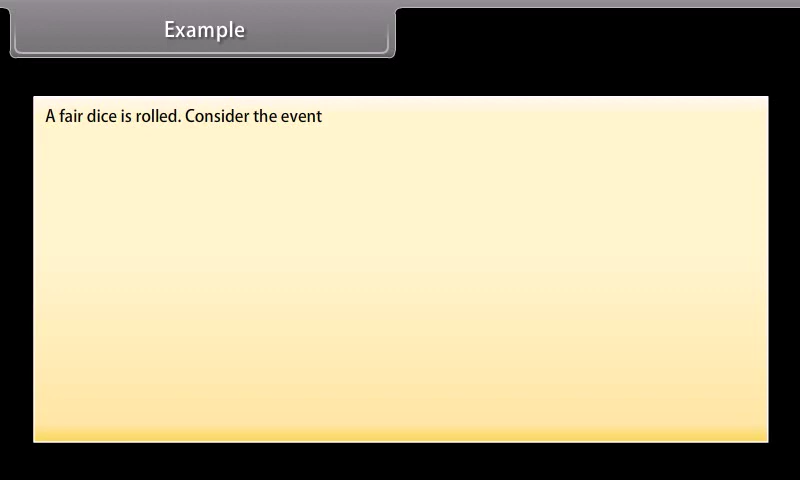 Example
A fair dice is rolled. Consider the event